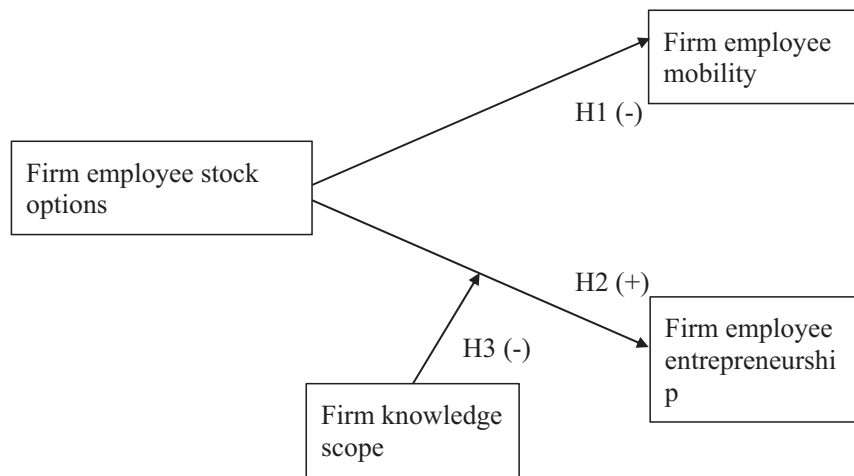 Firm employee
mobility
H1 (-)
Firm employee stock
options
H2 (+)
Firm employee
entrepreneurshi
p
H3 (-)
Firm knowledge
scope